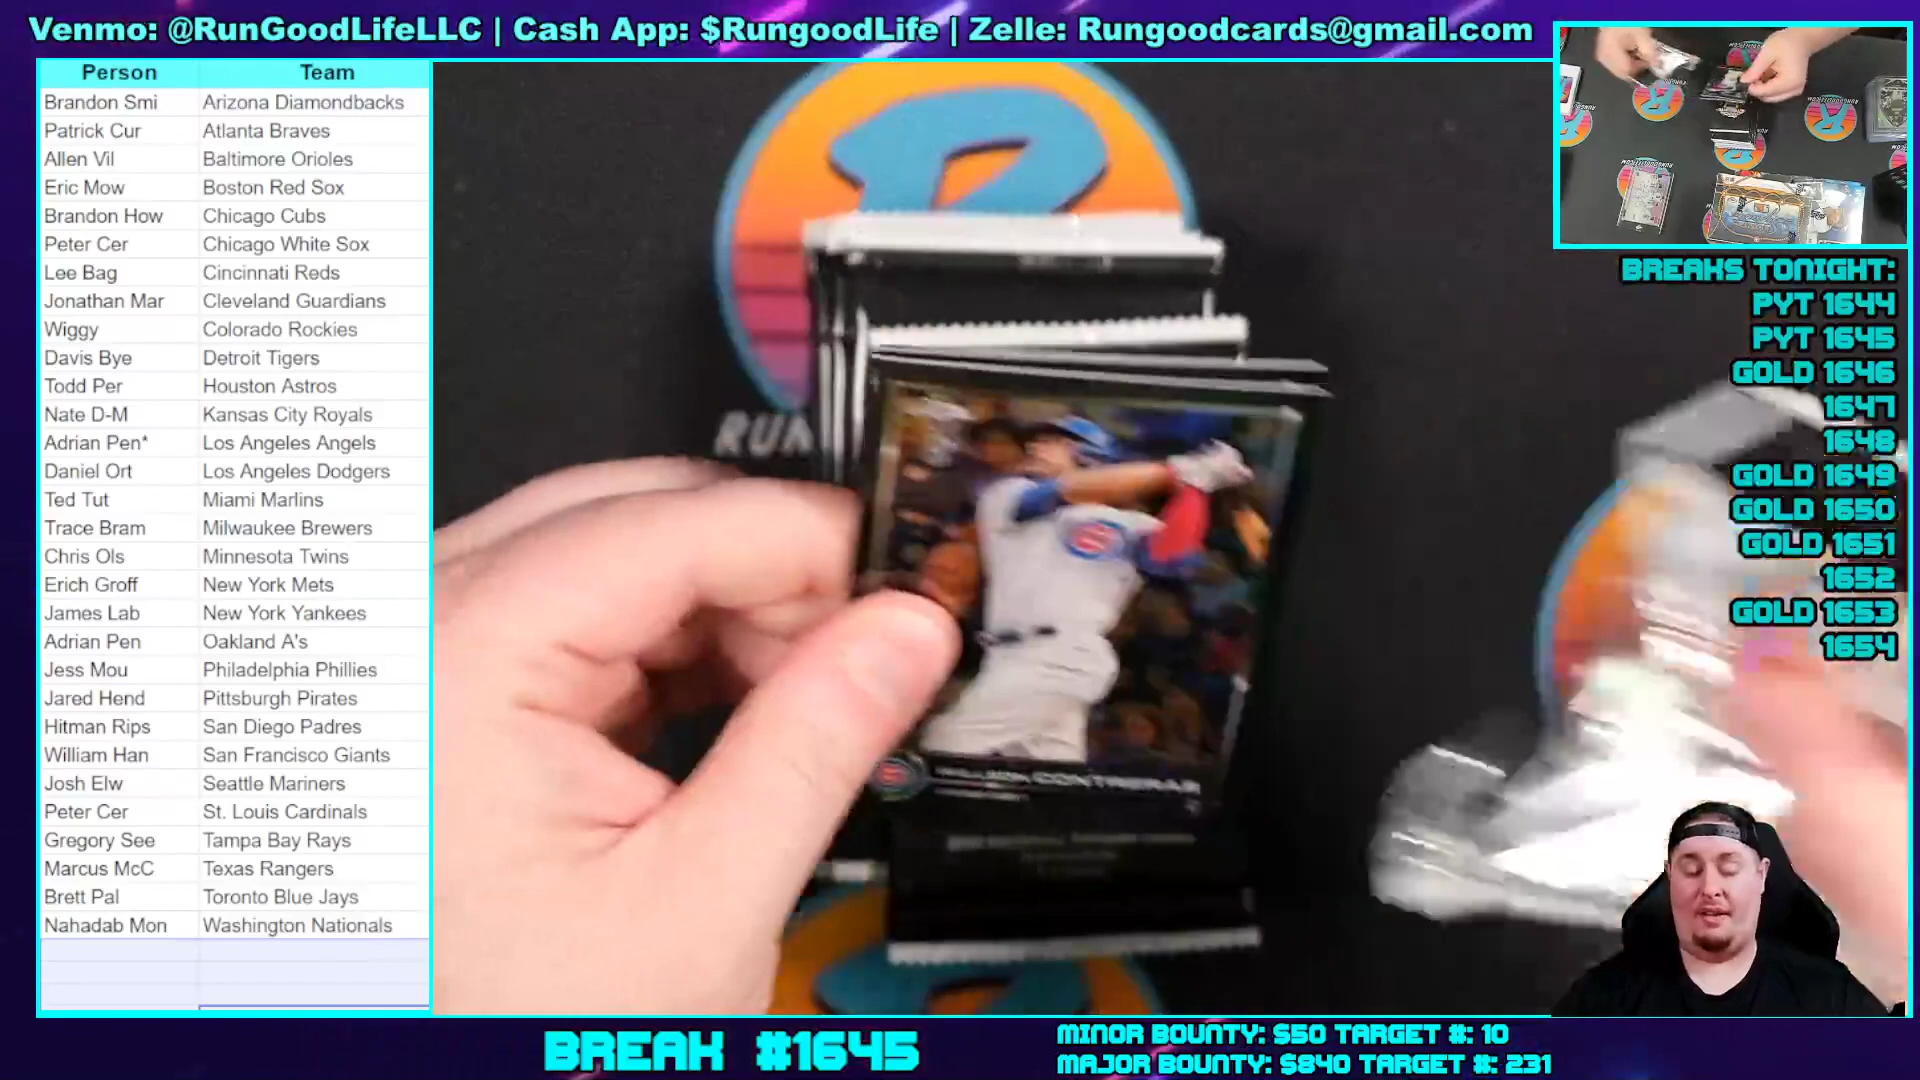 Venmo: @RunGoodLifeLLC | Cash App: $RungoodLife | Zelle: Rungoodcards@gmail.com
Person Team
Brandon Smi Arizona Diamondbacks
Patrick Cur Atlanta Braves
Allen Vil Baltimore Orioles
Eric Mow Boston Red Sox
Brandon How Chicago Cubs
Peter Cer Chicago White Sox
Lee Bag Cincinnati Reds
Jonathan Mar Cleveland Guardians
Wiggy Colorado Rockies
Davis Bye Detroit Tigers
Todd Per Houston Astros
Nate D-M Kansas City Royals
Adrian Pen* Los Angeles Angels
Daniel Ort Los Angeles Dodgers
Ted Tut Miami Marlins
Trace Bram Milwaukee Brewers
Chris Ols Minnesota Twins
Erich Groff New York Mets
James Lab New York Yankees
Adrian Pen Oakland A's
Jess Mou Philadelphia Phillies
Jared Hend Pittsburgh Pirates
Hitman Rips San Diego Padres
William Han San Francisco Giants
Josh Elw Seattle Mariners
Peter Cer St. Louis Cardinals
Gregory See Tampa Bay Rays
Marcus McC Texas Rangers
Brett Pal Toronto Blue Jays
Nahadab Mon Washington Nationals
RUN
CONTRERAS
BREAKS TONIGHT:
PYT 1644
PYT 1645
GOLD 1646
1647
1648
GOLD 1649
GOLD 1650
GOLD 1651
1652
GOLD 1653
1654
BREAK #1645
MINOR BOUNTY: $50 TARGET #: 10
MAJOR BOUNTY: $840 TARGET #: 231